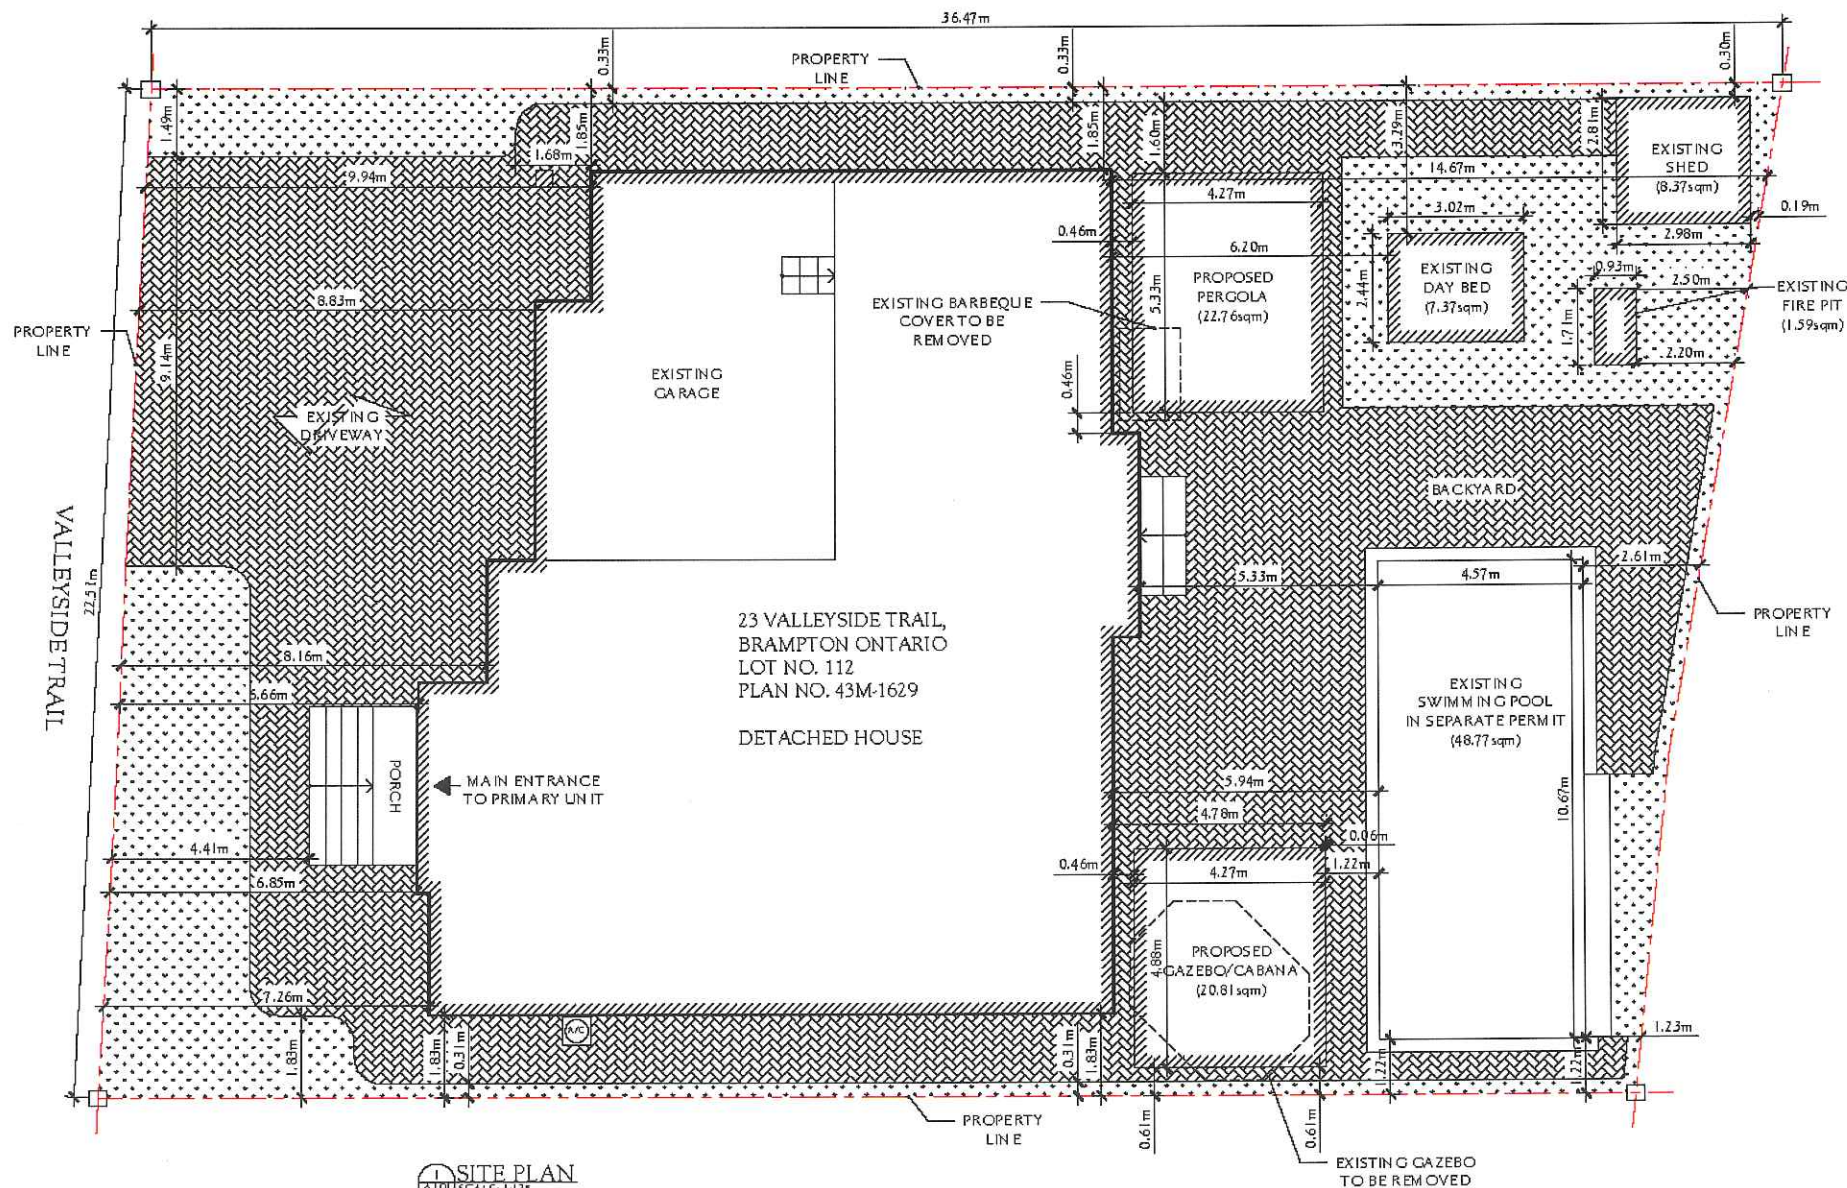 36.47m
0.33m
0.33m
0.30m
PROPERTY
LINE
1.49m
1.85m
1.85m
1.60m
3.29m
2.81m
1.68m
9.94m
14.67m
EXISTING
SHED
(8.37sqm)
4.27m
3.02m
0.19m
0.46m
6.20m
2.98m
PROPOSED
PERGOLA
(22.76sqm)
5.33m
2.44m
EXISTING
DAY BED
(7.37sqm)
0.93m
2.50m
EXISTING
FIRE PIT
(1.59sqm)
1.71m
2.20m
8.83m
EXISTING BARBEQUE
COVER TO BE
REMOVED
PROPERTY
LINE
9.14m
EXISTING
GARAGE
0.46m
EXISTING
DRIVEWAY
BACKYARD
VALLEYSIDE TRAIL
22.51m
2.61m
5.33m
4.57m
PROPERTY
LINE
23 VALLEYSIDE TRAIL,
BRAMPTON ONTARIO
LOT NO. 112
PLAN NO. 43M-1629
DETACHED HOUSE
8.16m
6.66m
EXISTING
SWIMMING POOL
IN SEPARATE PERMIT
(48.77sqm)
PORCH
MAIN ENTRANCE
TO PRIMARY UNIT
5.94m
4.78m
10.67m
0.06m
4.41m
0.46m
1.22m
6.85m
4.27m
4.88m
PROPOSED
GAZEBO/CABANA
(20.81sqm)
7.26m
A/C
1.83m
1.83m
0.31m
0.31m
1.83m
1.22m
1.22m
1.23m
PROPERTY
LINE
0.61m
0.61m
EXISTING GAZEBO
TO BE REMOVED
1
SITE PLAN